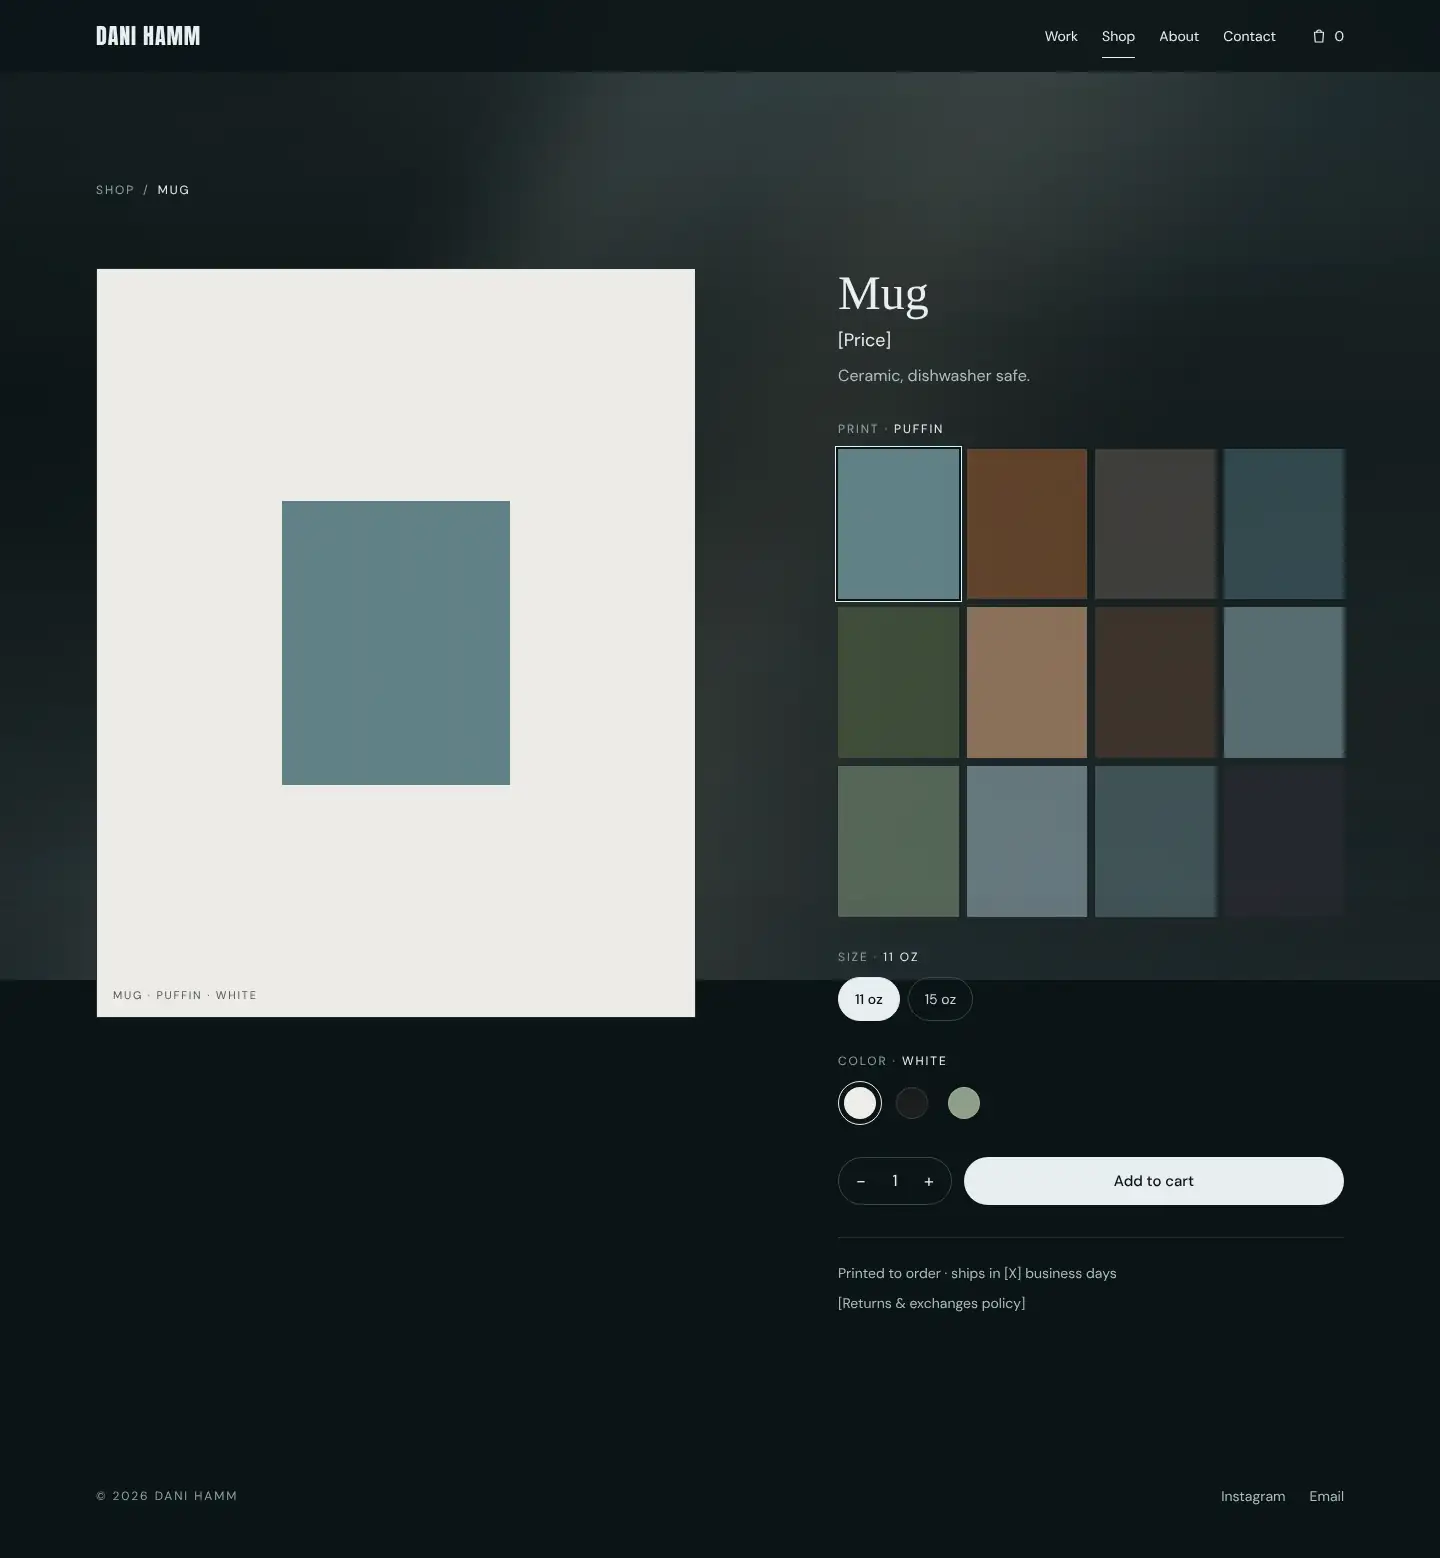 DANI HAMM
Work Shop About Contact 0
SHOP / MUG
Mug
[Price]
Ceramic, dishwasher safe.
PRINT · PUFFIN
MUG · PUFFIN · WHITE
SIZE · 11 OZ
11 oz 15 oz
COLOR · WHITE
− 1 + Add to cart
Printed to order · ships in [X] business days
[Returns & exchanges policy]
© 2026 DANI HAMM
Instagram Email